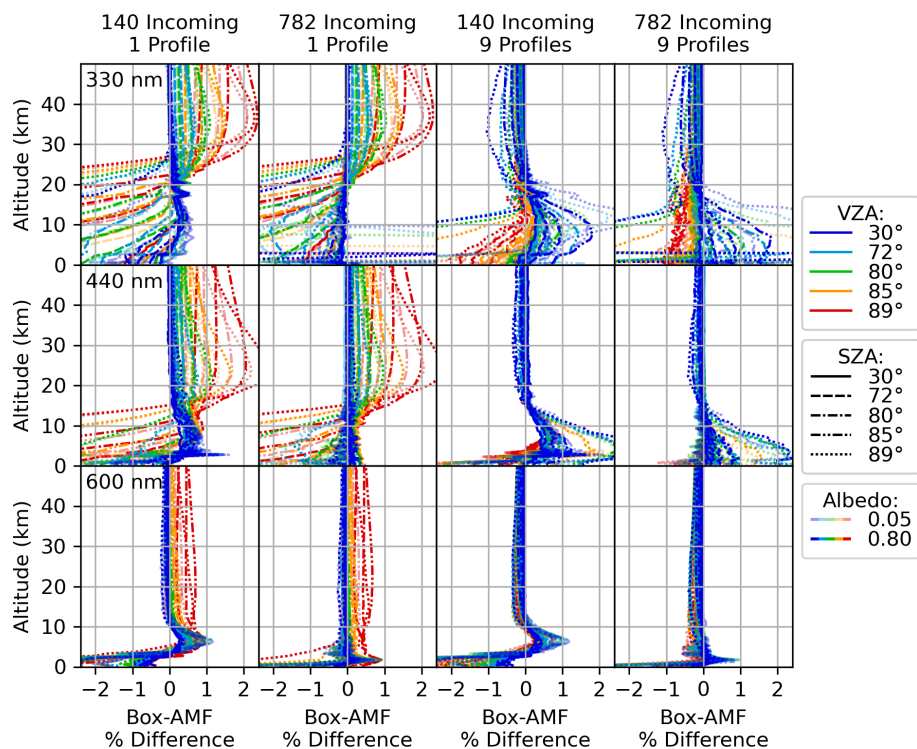 140 Incoming
1 Profile
782 Incoming
1 Profile
140 Incoming
9 Profiles
782 Incoming
9 Profiles
330 nm
Altitude (km)
40
30
20
10
0
440 nm
Altitude (km)
40
30
20
10
0
600 nm
Altitude (km)
40
30
20
10
0
−2 −1 0 1 2
−2 −1 0 1 2
−2 −1 0 1 2
−2 −1 0 1 2
Box-AMF
% Difference
Box-AMF
% Difference
Box-AMF
% Difference
Box-AMF
% Difference
VZA:
30°
72°
80°
85°
89°
SZA:
30°
72°
80°
85°
89°
Albedo:
0.05
0.80